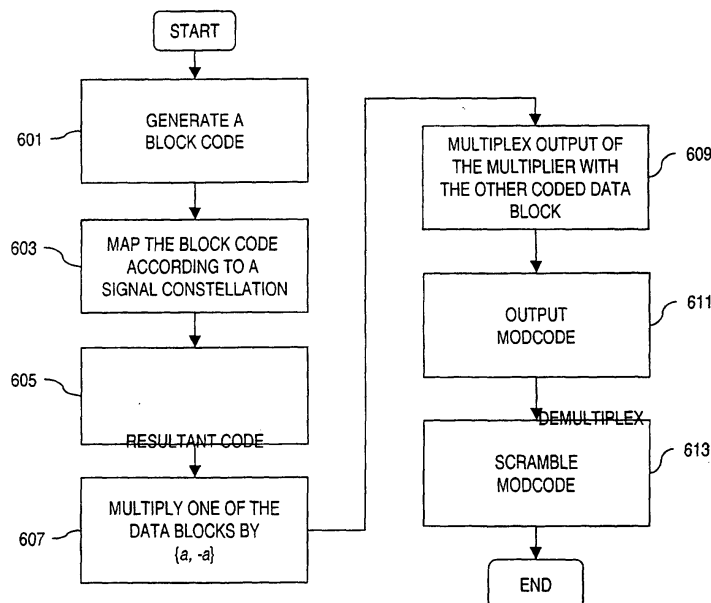 START
601
GENERATE A
BLOCK CODE
603
MAP THE BLOCK CODE
ACCORDING TO A
SIGNAL CONSTELLATION
605
RESULTANT CODE
607
MULTIPLY ONE OF THE
DATA BLOCKS BY
{a, -a}
MULTIPLEX OUTPUT OF
THE MULTIPLIER WITH
THE OTHER CODED DATA
BLOCK
609
OUTPUT
MODCODE
611
DEMULTIPLEX
SCRAMBLE
MODCODE
613
END